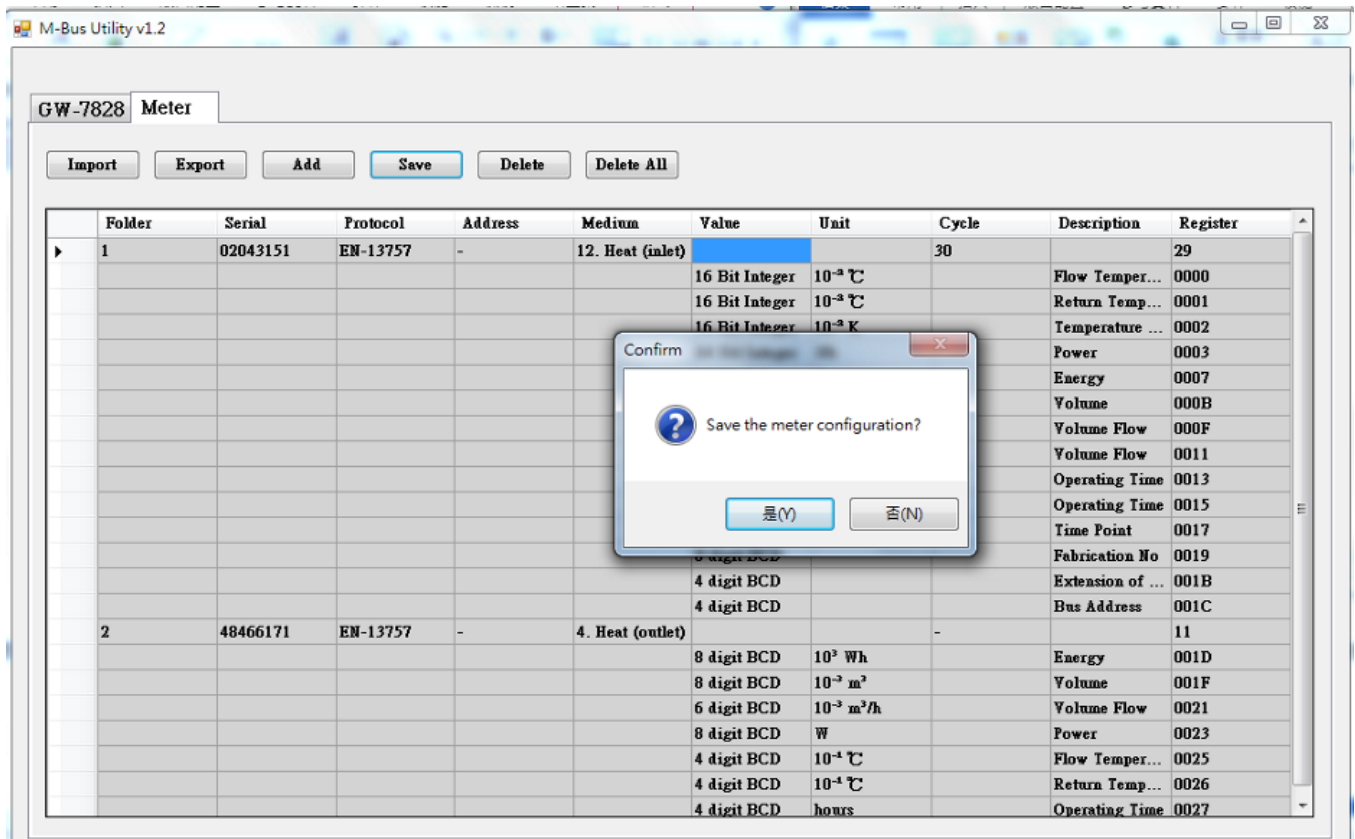 M-Bus Utility v1.2
GW-7828 Meter
Import Export Add Save Delete Delete All
Folder Serial Protocol Address Medium Value Unit Cycle Description Register
1 02043151 EN-13757 - 12. Heat (inlet) 30 29
16 Bit Integer 10⁻² ℃ Flow Temper... 0000
16 Bit Integer 10⁻² ℃ Return Temp... 0001
16 Bit Integer 10⁻² K Temperature ... 0002
Confirm
Power 0003
Energy 0007
Volume 000B
Save the meter configuration?
Volume Flow 000F
Volume Flow 0011
Operating Time 0013
Operating Time 0015
是(Y) 否(N)
Time Point 0017
8 digit BCD Fabrication No 0019
4 digit BCD Extension of ... 001B
4 digit BCD Bus Address 001C
2 48466171 EN-13757 - 4. Heat (outlet) - 11
8 digit BCD 10³ Wh Energy 001D
8 digit BCD 10⁻² m³ Volume 001F
6 digit BCD 10⁻³ m³/h Volume Flow 0021
8 digit BCD W Power 0023
4 digit BCD 10⁻¹ ℃ Flow Temper... 0025
4 digit BCD 10⁻¹ ℃ Return Temp... 0026
4 digit BCD hours Operating Time 0027